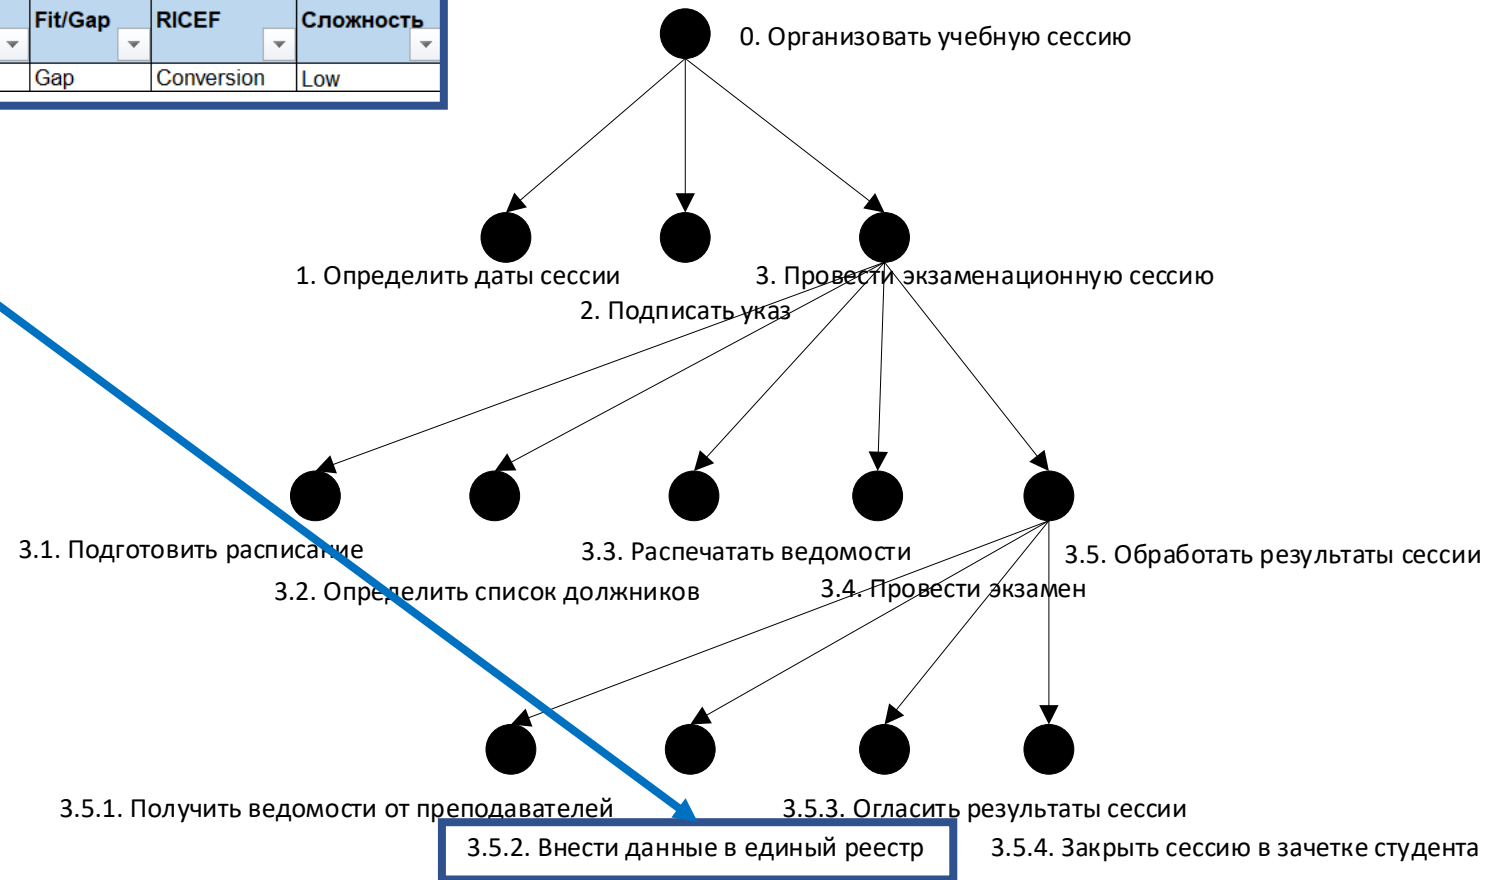 Fit/Gap RICEF Сложность
Gap Conversion Low
0. Организовать учебную сессию
1. Определить даты сессии
3. Провести экзаменационную сессию
2. Подписать указ
3.1. Подготовить расписание
3.3. Распечатать ведомости
3.5. Обработать результаты сессии
3.2. Определить список должников
3.4. Провести экзамен
3.5.1. Получить ведомости от преподавателей
3.5.3. Огласить результаты сессии
3.5.2. Внести данные в единый реестр
3.5.4. Закрыть сессию в зачетке студента